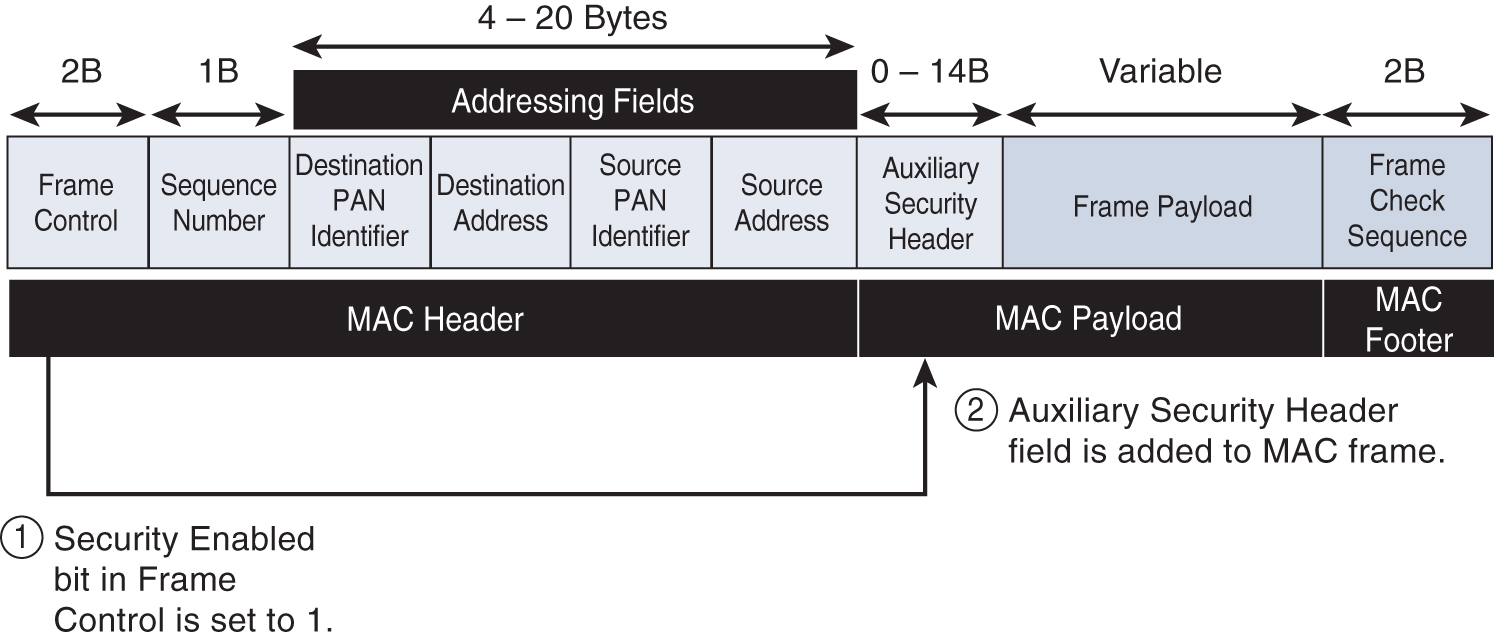 4 – 20 Bytes
2B
1B
0 – 14B
Variable
2B
Addressing Fields
Frame
Control
Sequence
Number
Destination
PAN
Identifier
Destination
Address
Source
PAN
Identifier
Source
Address
Auxiliary
Security
Header
Frame Payload
Frame
Check
Sequence
MAC Header
MAC Payload
MAC
Footer
2 Auxiliary Security Header
field is added to MAC frame.
1 Security Enabled
bit in Frame
Control is set to 1.